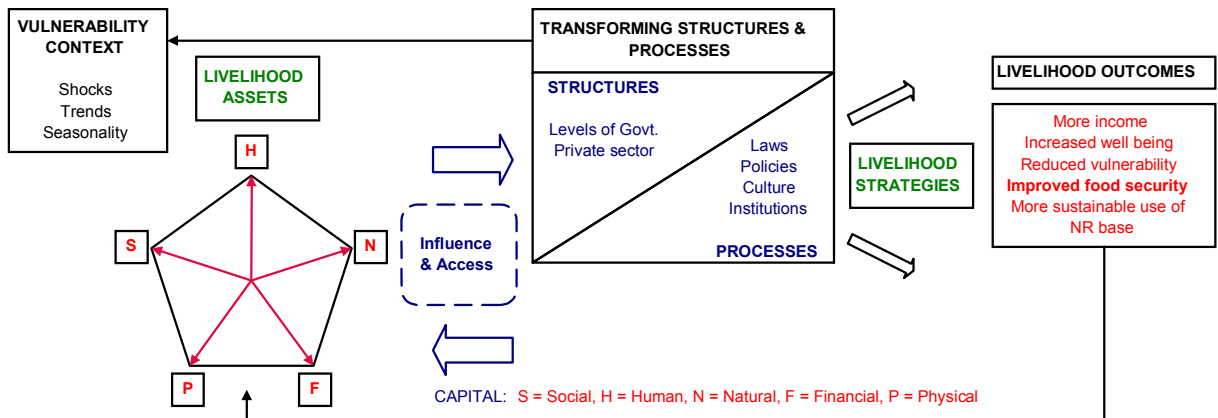 VULNERABILITY
CONTEXT
Shocks
Trends
Seasonality
LIVELIHOOD
ASSETS
H
S
N
P
F
Influence
& Access
TRANSFORMING STRUCTURES &
PROCESSES
STRUCTURES
Levels of Govt.
Private sector
Laws
Policies
Culture
Institutions
PROCESSES
LIVELIHOOD
STRATEGIES
LIVELIHOOD OUTCOMES
More income
Increased well being
Reduced vulnerability
Improved food security
More sustainable use of
NR base
CAPITAL: S = Social, H = Human, N = Natural, F = Financial, P = Physical